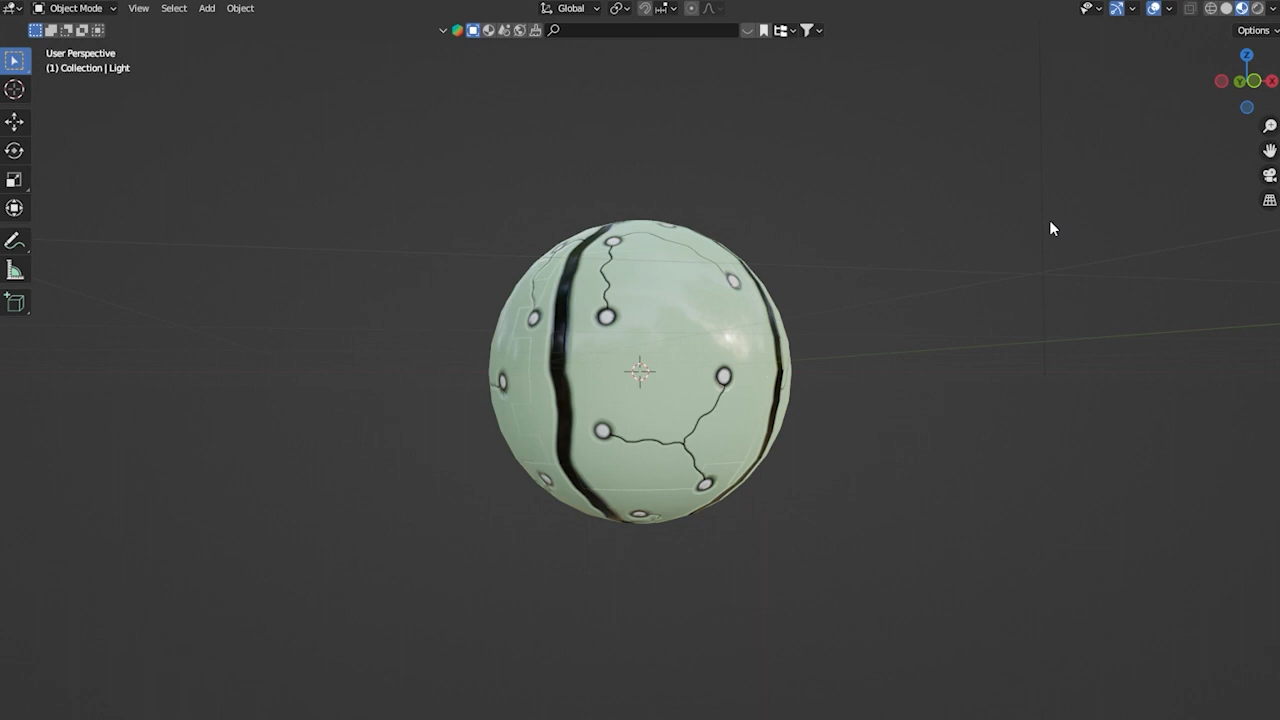 Object Mode View Select Add Object Global
User Perspective Options
(1) Collection | Light
Z
Y X